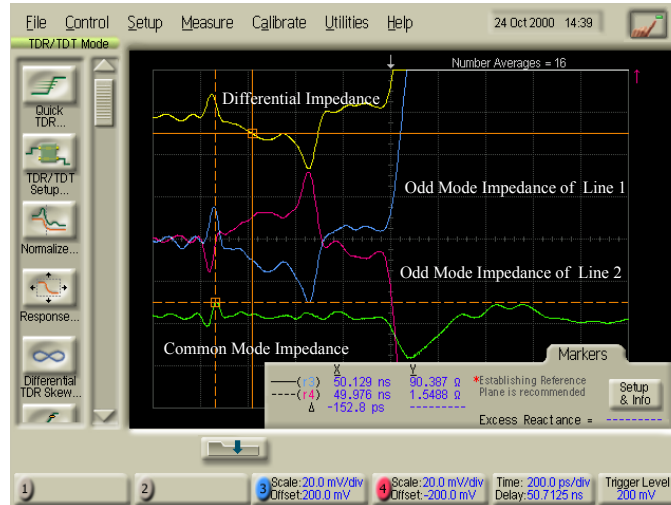 File Control Setup Measure Calibrate Utilities Help 24 Oct 2000 14:39
TDR/TDT Mode
Number Averages = 16
Quick
TDR...
TDR/TDT
Setup...
Normalize...
Response...
Differential
TDR Skew...
Differential Impedance
Odd Mode Impedance of Line 1
Odd Mode Impedance of Line 2
Common Mode Impedance
Markers
X Y
(r3) 50.129 ns 90.387 Ω
(r4) 49.976 ns 1.5488 Ω
Δ -152.8 ps ---------
*Establishing Reference
Plane is recommended
Excess Reactance = ---------
Setup
& Info
1
2
3 Scale:20.0 mV/div
Offset:200.0 mV
4 Scale:20.0 mV/div
Offset:-200.0 mV
Time: 200.0 ps/div
Delay:50.7125 ns
Trigger Level
200 mV